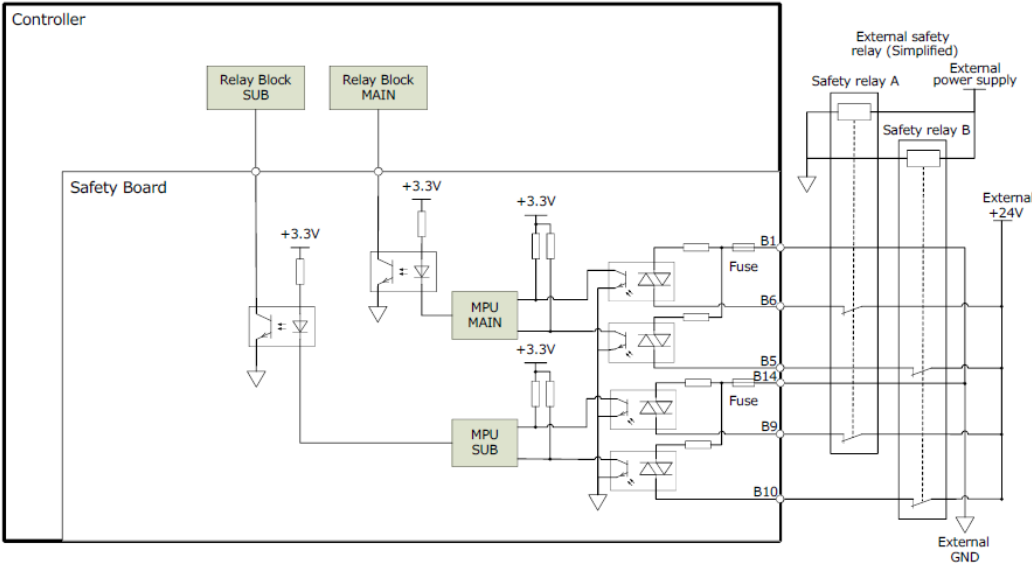 Controller
External safety
relay (Simplified)
External
power supply
Safety relay A
Relay Block
SUB
Relay Block
MAIN
Safety relay B
Safety Board
+3.3V
+3.3V
External
+24V
+3.3V
B1
Fuse
B6
MPU
MAIN
+3.3V
B5
B14
Fuse
B9
MPU
SUB
B10
External
GND